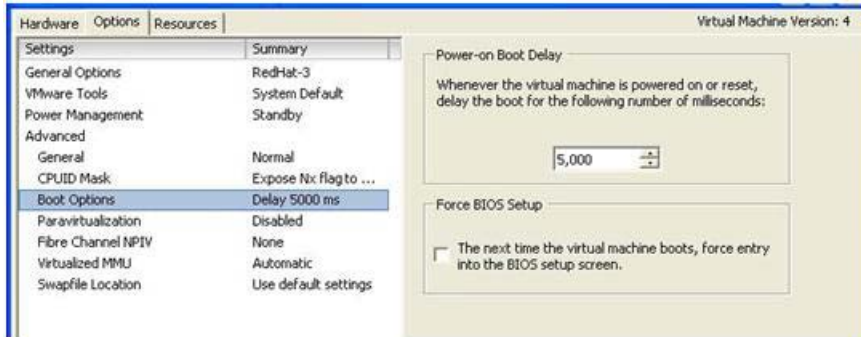 Hardware Options Resources Virtual Machine Version: 4
Settings Summary
General Options RedHat-3
VMware Tools System Default
Power Management Standby
Advanced
General Normal
CPUID Mask Expose Nx flag to ...
Boot Options Delay 5000 ms
Paravirtualization Disabled
Fibre Channel NPIV None
Virtualized MMU Automatic
Swapfile Location Use default settings
Power-on Boot Delay
Whenever the virtual machine is powered on or reset,
delay the boot for the following number of milliseconds:
5,000
Force BIOS Setup
The next time the virtual machine boots, force entry
into the BIOS setup screen.